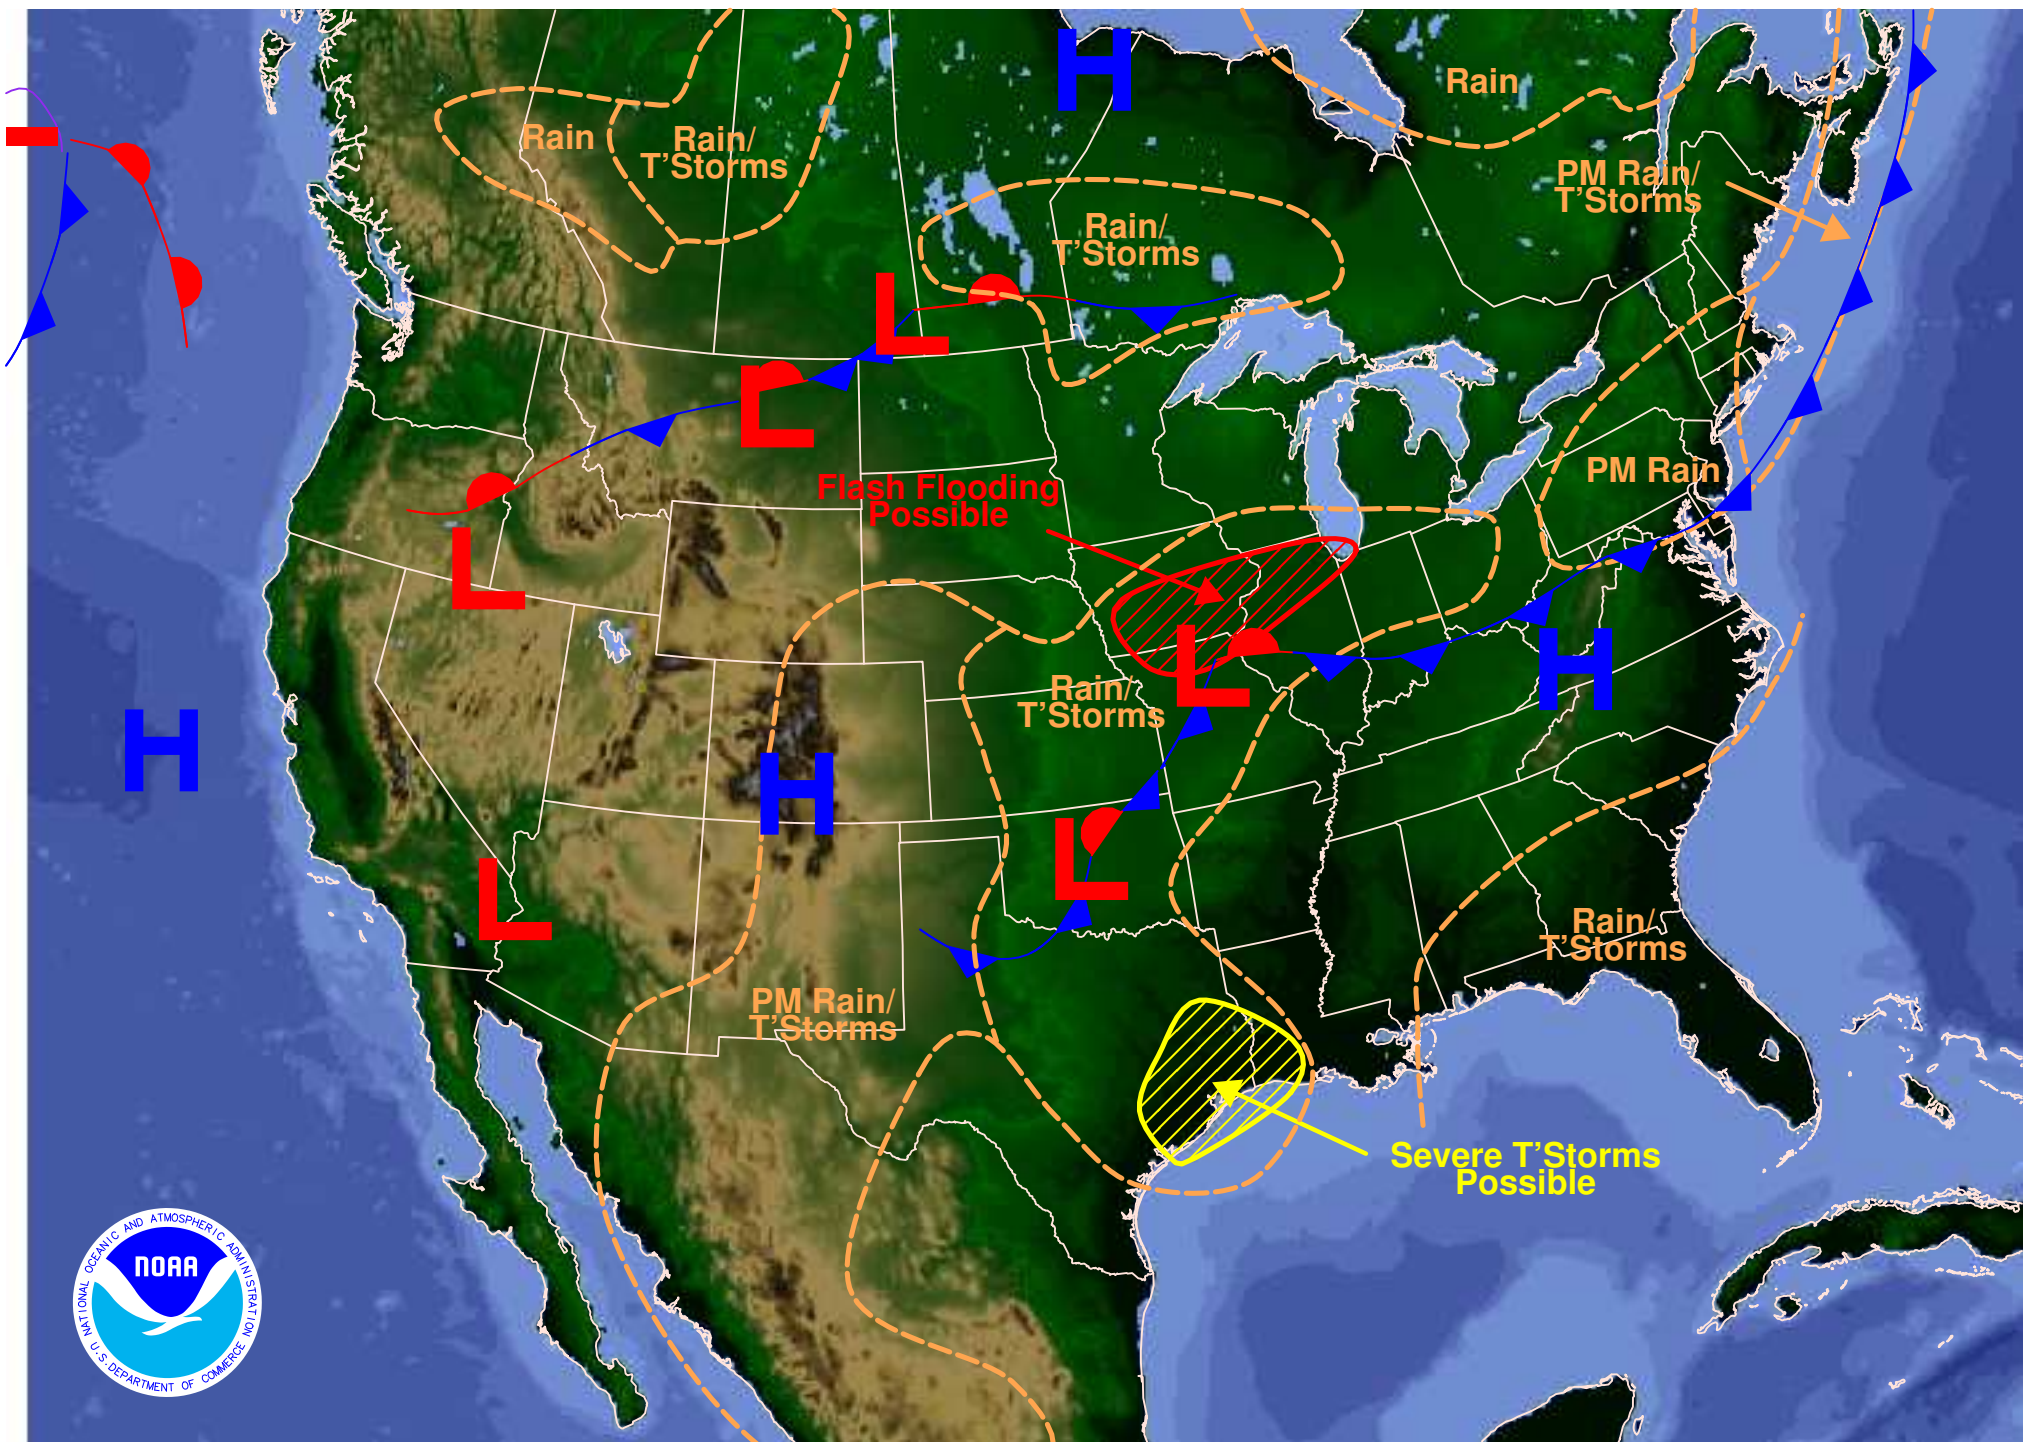 H
Rain
Rain
Rain/
T'Storms
PM Rain/
T'Storms
Rain/
T'Storms
L
L
PM Rain
Flash Flooding
Possible
L
L
H
Rain/
T'Storms
H
H
L
L
Rain/
T'Storms
PM Rain/
T'Storms
Severe T'Storms
Possible
NATIONAL OCEANIC AND ATMOSPHERIC ADMINISTRATION
NOAA
U.S. DEPARTMENT OF COMMERCE